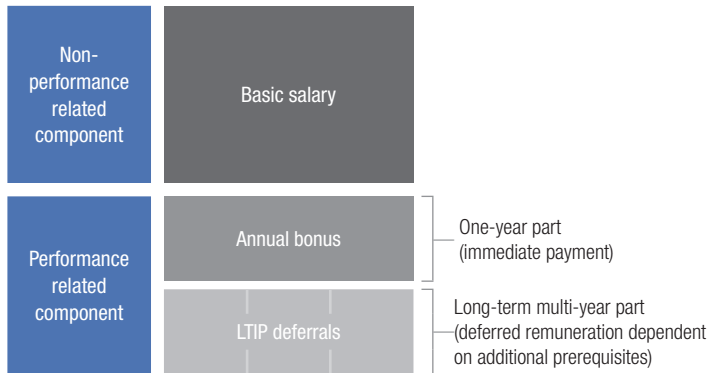 Non-
performance
related
component
Basic salary
Performance
related
component
Annual bonus
One-year part
(immediate payment)
LTIP deferrals
Long-term multi-year part
(deferred remuneration dependent
on additional prerequisites)